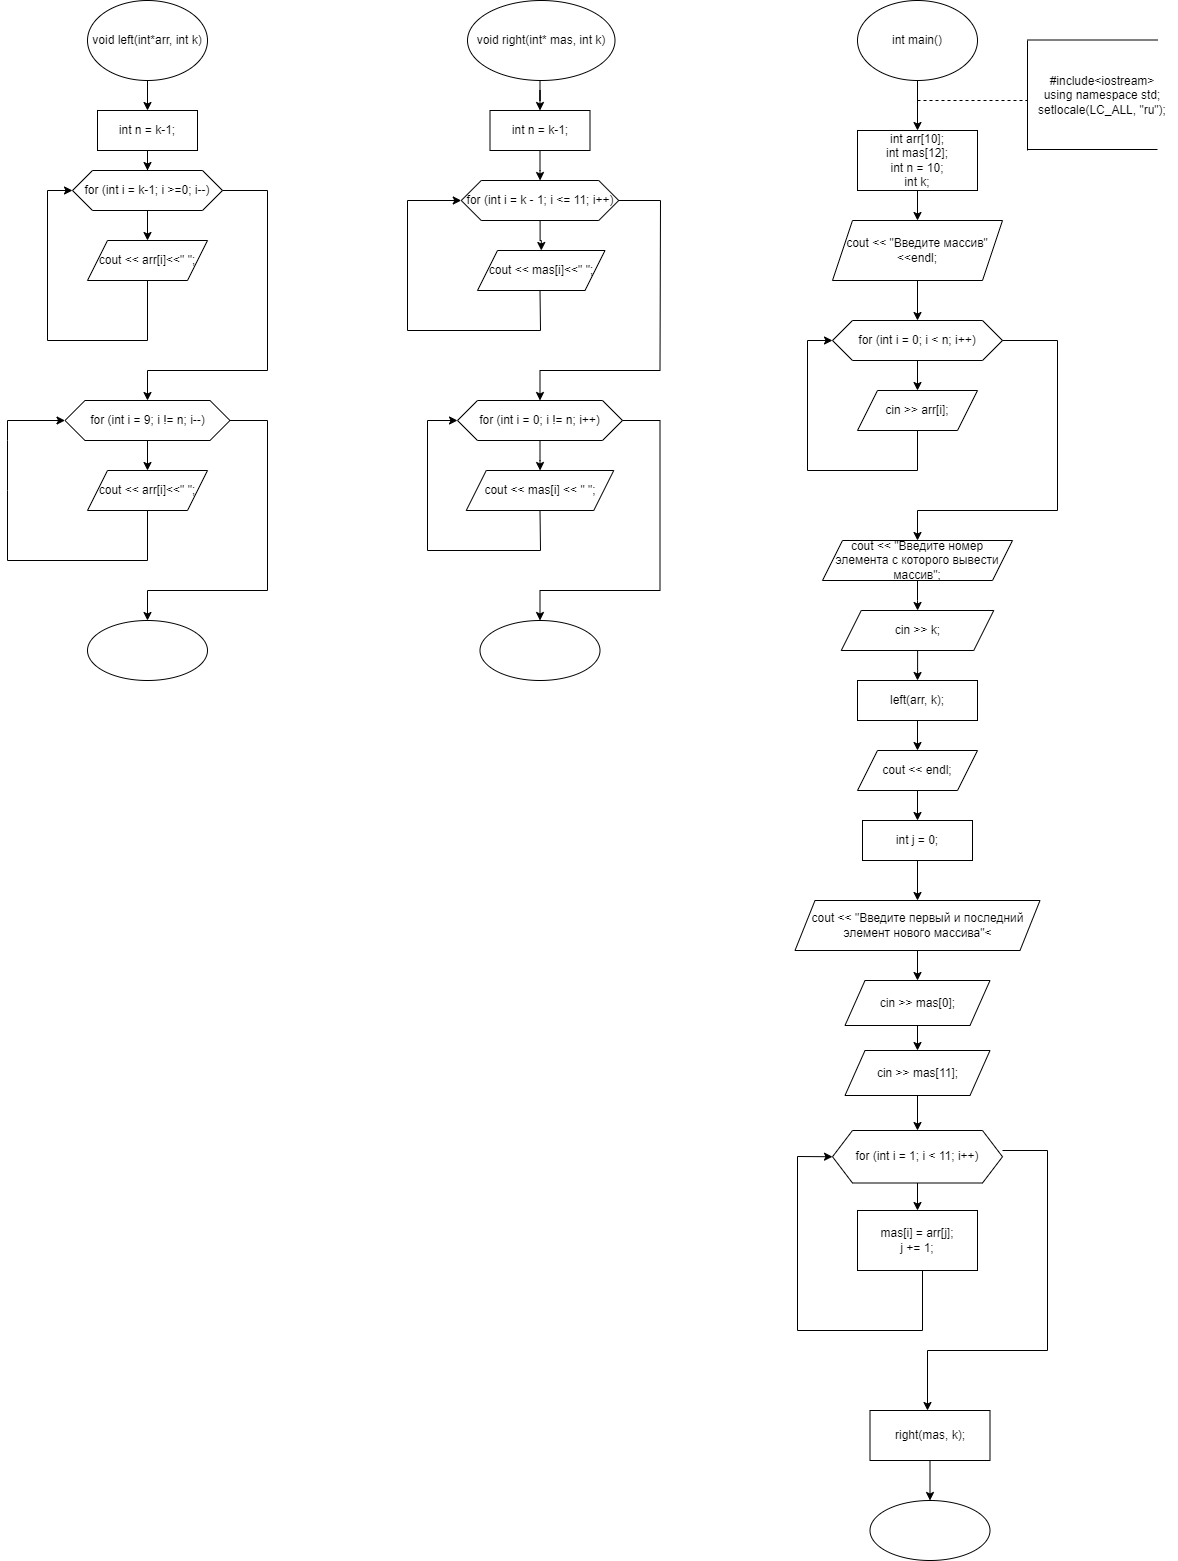 void left(int*arr, int k)
int n = k-1;
for (int i = k-1; i >=0; i--)
cout << arr[i]<<" ";
for (int i = 9; i != n; i--)
cout << arr[i]<<" ";
void right(int* mas, int k)
int n = k-1;
for (int i = k - 1; i <= 11; i++)
cout << mas[i]<<" ";
for (int i = 0; i != n; i++)
cout << mas[i] << " ";
int main()
#include<iostream>
using namespace std;
setlocale(LC_ALL, "ru");
int arr[10];
int mas[12];
int n = 10;
int k;
cout << "Введите массив"
<<endl;
for (int i = 0; i < n; i++)
cin >> arr[i];
cout << "Введите номер
элемента с которого вывести
массив";
cin >> k;
left(arr, k);
cout << endl;
int j = 0;
cout << "Введите первый и последний
элемент нового массива"<
cin >> mas[0];
cin >> mas[11];
for (int i = 1; i < 11; i++)
mas[i] = arr[j];
j += 1;
right(mas, k);